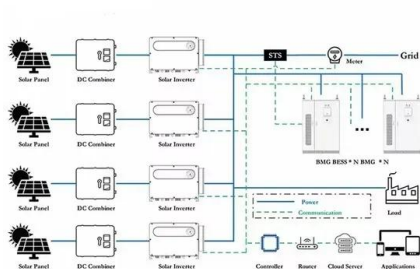 STS
Meter
Grid
Solar Panel
DC Combiner
Solar Inverter
Solar Panel
DC Combiner
Solar Inverter
BMG BESS * N BMG * N
Solar Panel
DC Combiner
Solar Inverter
Power
Communication
Load
Solar Panel
DC Combiner
Solar Inverter
Controller
Router
Cloud Server
Applications